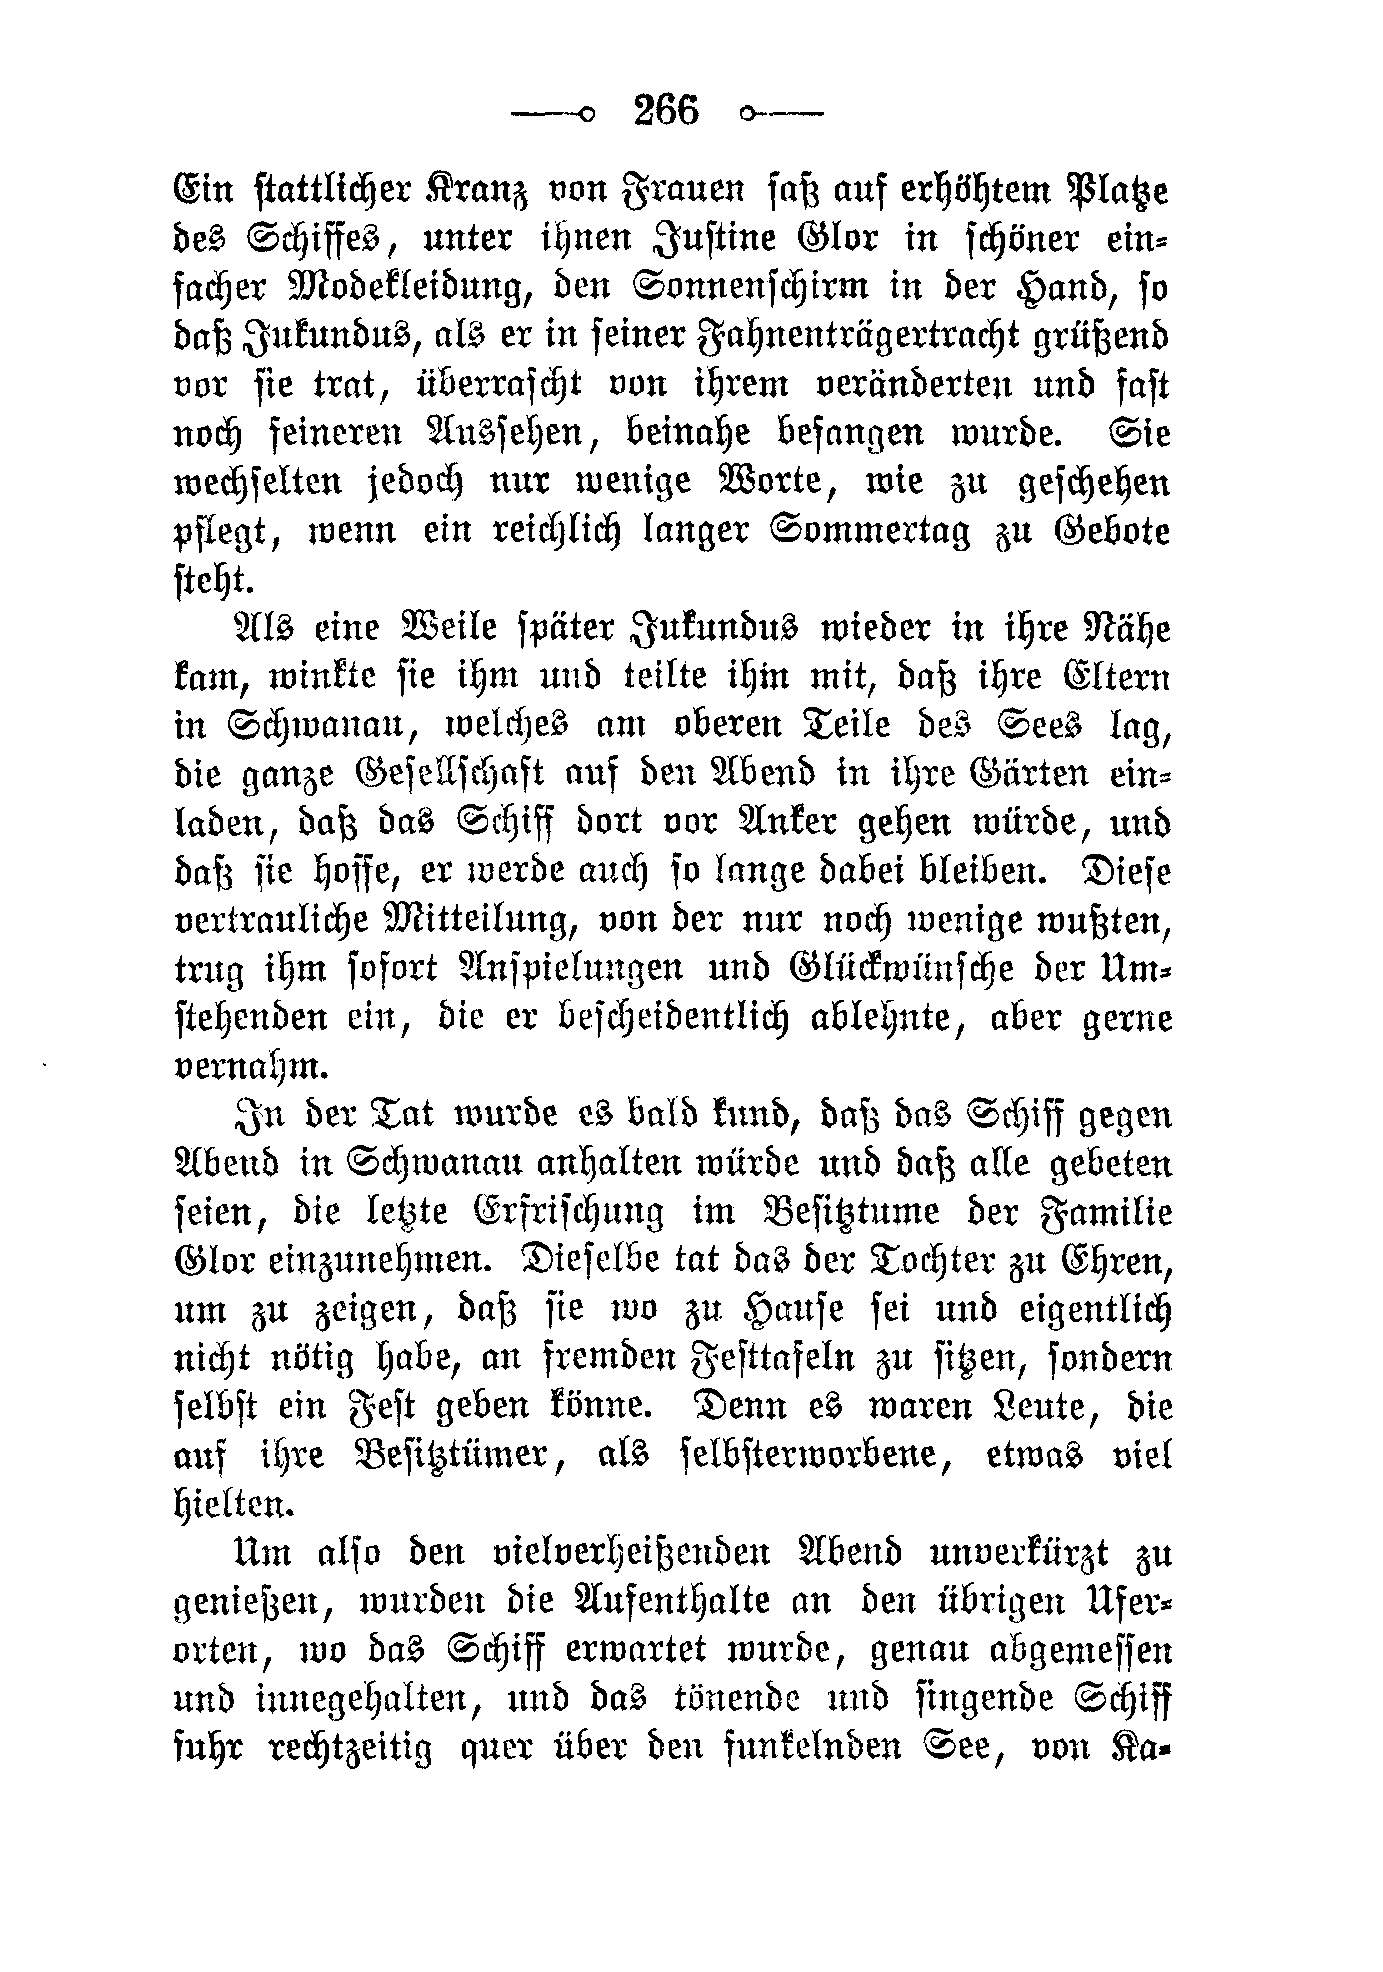 266
Ein stattlicher Kranz von Frauen saß auf erhöhtem Platze
des Schiffes, unter ihnen Justine Glor in schöner ein-
facher Modekleidung, den Sonnenschirm in der Hand, so
daß Jukundus, als er in seiner Fahnenträgertracht grüßend
vor sie trat, überrascht von ihrem veränderten und fast
noch feineren Aussehen, beinahe befangen wurde. Sie
wechselten jedoch nur wenige Worte, wie zu geschehen
pflegt, wenn ein reichlich langer Sommertag zu Gebote
steht.
Als eine Weile später Jukundus wieder in ihre Nähe
kam, winkte sie ihm und teilte ihm mit, daß ihre Eltern
in Schwanau, welches am oberen Teile des Sees lag,
die ganze Gesellschaft auf den Abend in ihre Gärten ein-
laden, daß das Schiff dort vor Anker gehen würde, und
daß sie hoffe, er werde auch so lange dabei bleiben. Diese
vertrauliche Mitteilung, von der nur noch wenige wußten,
trug ihm sofort Anspielungen und Glückwünsche der Um-
stehenden ein, die er bescheidentlich ablehnte, aber gerne
vernahm.
In der Tat wurde es bald kund, daß das Schiff gegen
Abend in Schwanau anhalten würde und daß alle gebeten
seien, die letzte Erfrischung im Besitztume der Familie
Glor einzunehmen. Dieselbe tat das der Tochter zu Ehren,
um zu zeigen, daß sie wo zu Hause sei und eigentlich
nicht nötig habe, an fremden Festtafeln zu sitzen, sondern
selbst ein Fest geben könne. Denn es waren Leute, die
auf ihre Besitztümer, als selbsterworbene, etwas viel
hielten.
Um also den vielverheißenden Abend unverkürzt zu
genießen, wurden die Aufenthalte an den übrigen Ufer-
orten, wo das Schiff erwartet wurde, genau abgemessen
und innegehalten, und das tönende und singende Schiff
fuhr rechtzeitig quer über den funkelnden See, von Ka-